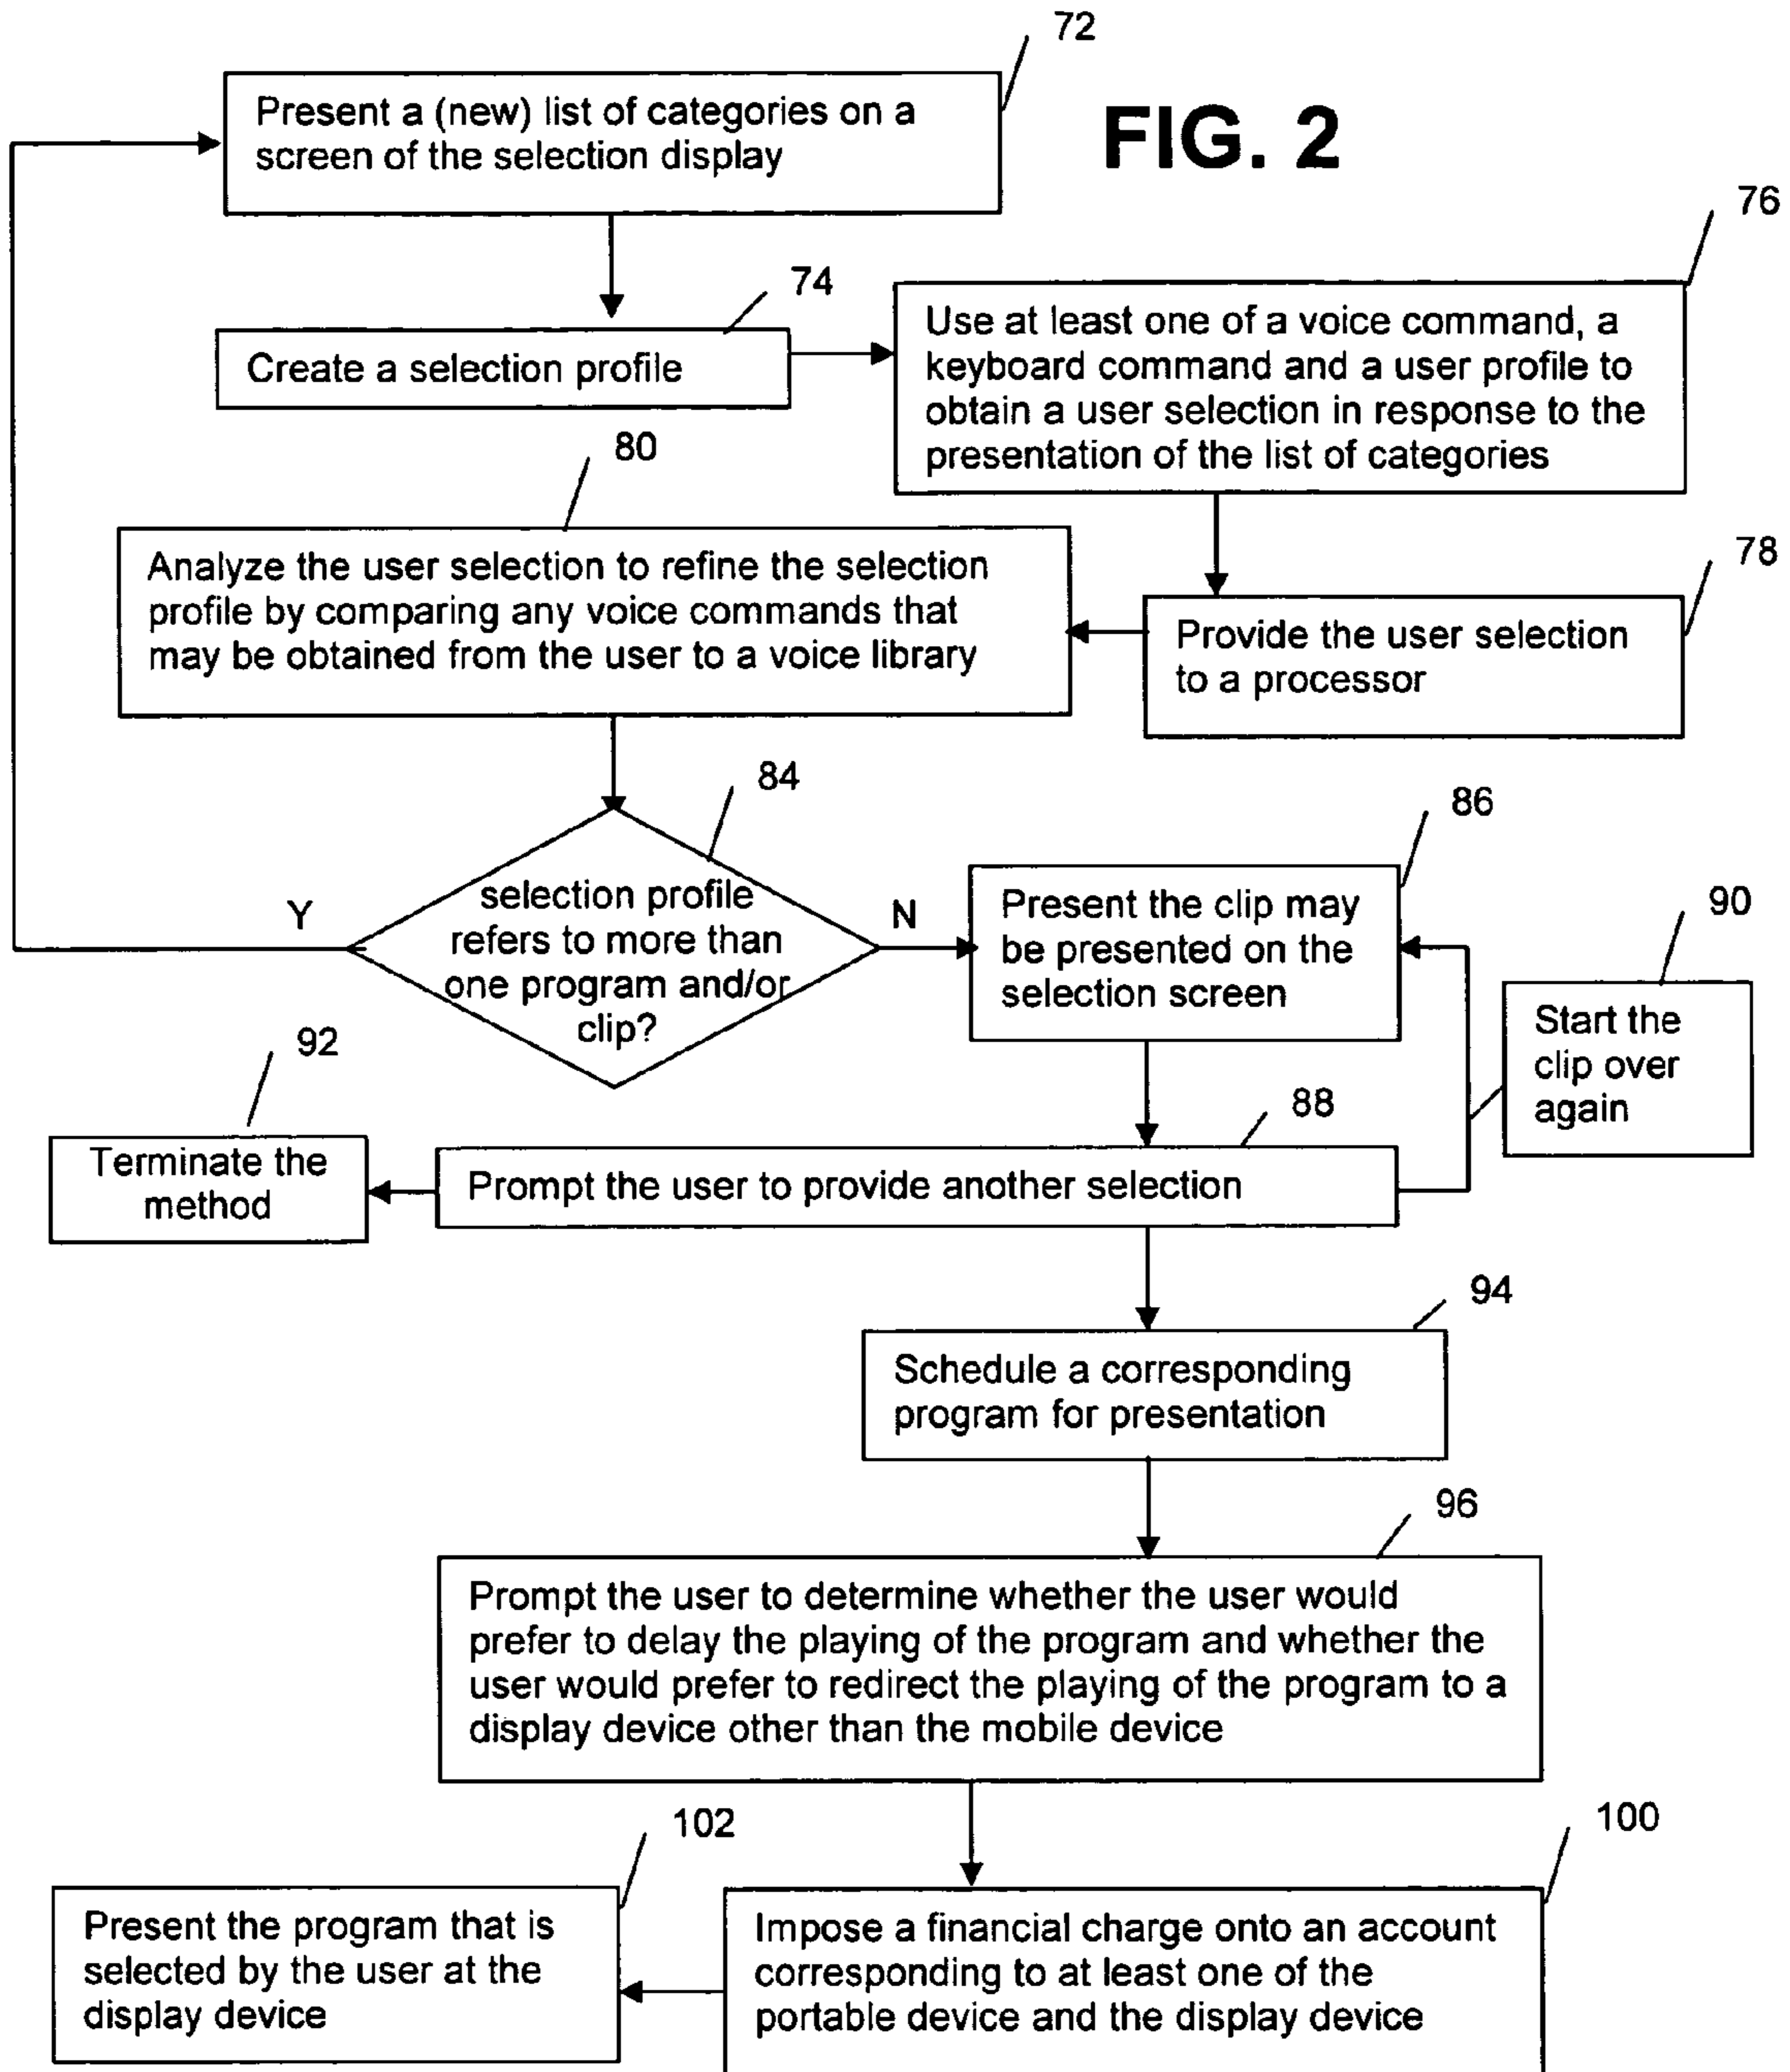 72
Present a (new) list of categories on a
screen of the selection display
FIG. 2
76
74
Create a selection profile
Use at least one of a voice command, a
keyboard command and a user profile to
obtain a user selection in response to the
presentation of the list of categories
80
Analyze the user selection to refine the selection
profile by comparing any voice commands that
may be obtained from the user to a voice library
78
Provide the user selection
to a processor
84
selection profile
refers to more than
one program and/or
clip?
Y
N
86
Present the clip may
be presented on the
selection screen
90
Start the
clip over
again
92
Terminate the
method
88
Prompt the user to provide another selection
94
Schedule a corresponding
program for presentation
96
Prompt the user to determine whether the user would
prefer to delay the playing of the program and whether the
user would prefer to redirect the playing of the program to a
display device other than the mobile device
102
Present the program that is
selected by the user at the
display device
100
Impose a financial charge onto an account
corresponding to at least one of the
portable device and the display device